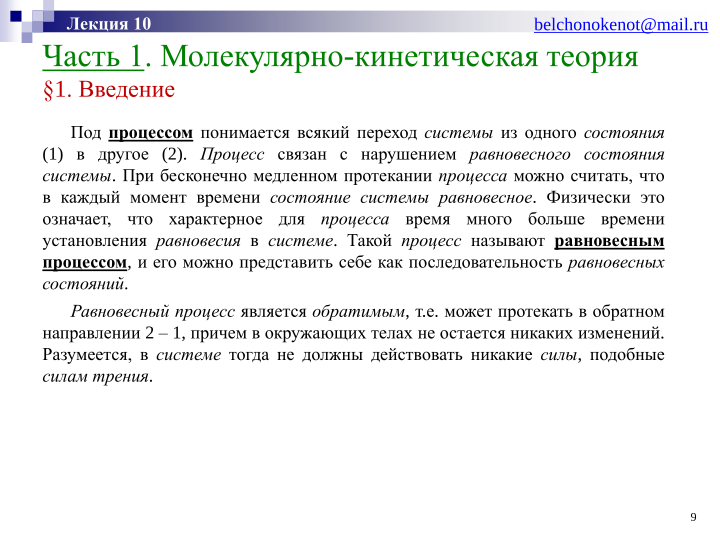 Лекция 10
belchonokenot@mail.ru
Часть 1. Молекулярно-кинетическая теория
§1. Введение
Под процессом понимается всякий переход системы из одного состояния
(1) в другое (2). Процесс связан с нарушением равновесного состояния
системы. При бесконечно медленном протекании процесса можно считать, что
в каждый момент времени состояние системы равновесное. Физически это
означает, что характерное для процесса время много больше времени
установления равновесия в системе. Такой процесс называют равновесным
процессом, и его можно представить себе как последовательность равновесных
состояний.
Равновесный процесс является обратимым, т.е. может протекать в обратном
направлении 2 – 1, причем в окружающих телах не остается никаких изменений.
Разумеется, в системе тогда не должны действовать никакие силы, подобные
силам трения.
9